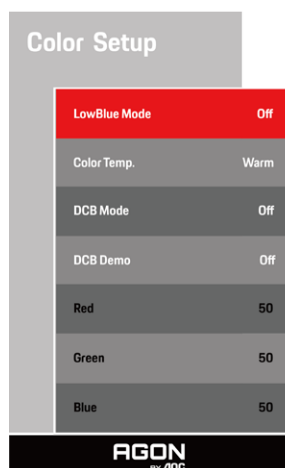 Color Setup
LowBlue Mode Off
Color Temp. Warm
DCB Mode Off
DCB Demo Off
Red 50
Green 50
Blue 50
AGON
BY AOC